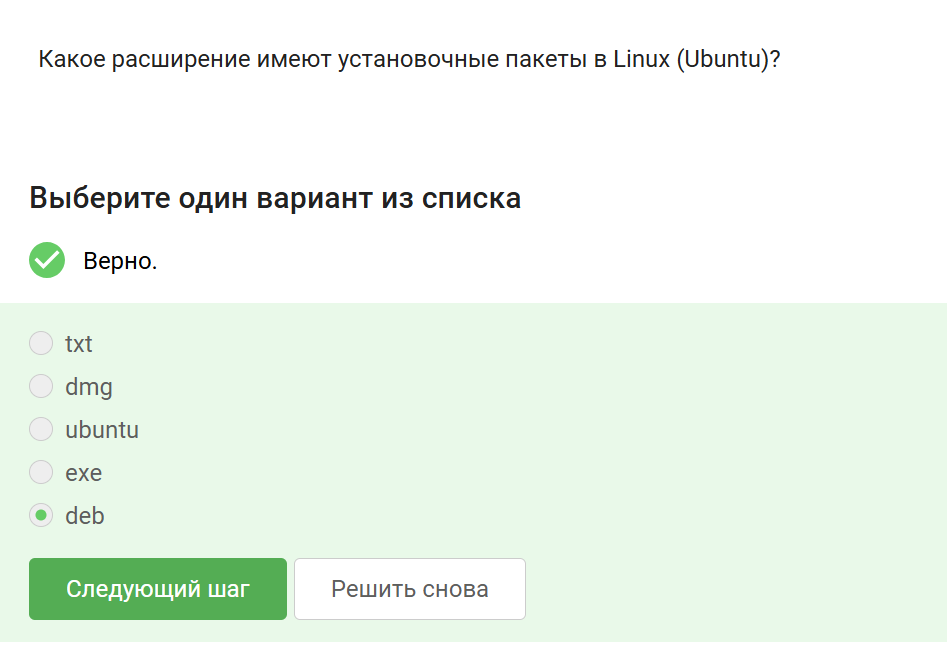 Какое расширение имеют установочные пакеты в Linux (Ubuntu)?
Выберите один вариант из списка
Верно.
txt
dmg
ubuntu
exe
deb
Следующий шаг
Решить снова